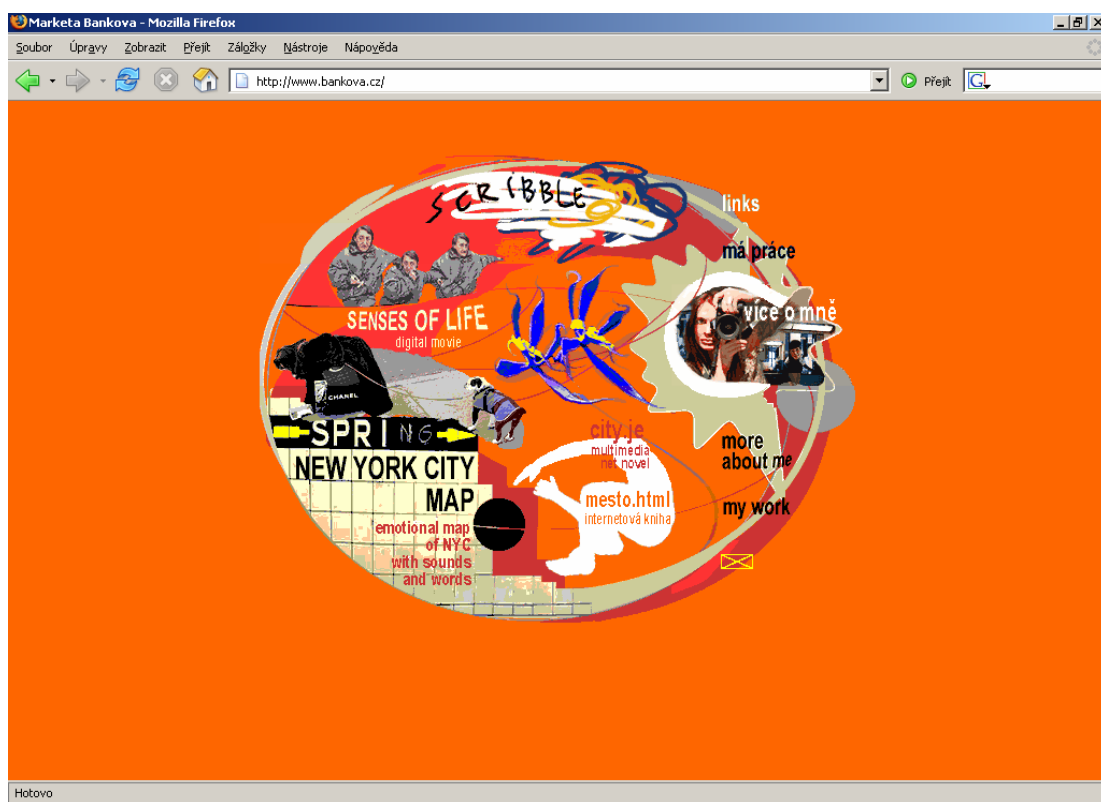 Marketa Bankova - Mozilla Firefox
Soubor Úpravy Zobrazit Přejít Záložky Nástroje Nápověda
http://www.bankova.cz/ Přejít G
SCRIBBLE
links
má práce
více o mně
SENSES OF LIFE
digital movie
CHANEL
SPRING
NEW YORK CITY
MAP
emotional map
of NYC
with sounds
and words
city.je
multimedia
net novel
mesto.html
internetová kniha
more
about me
my work
Hotovo